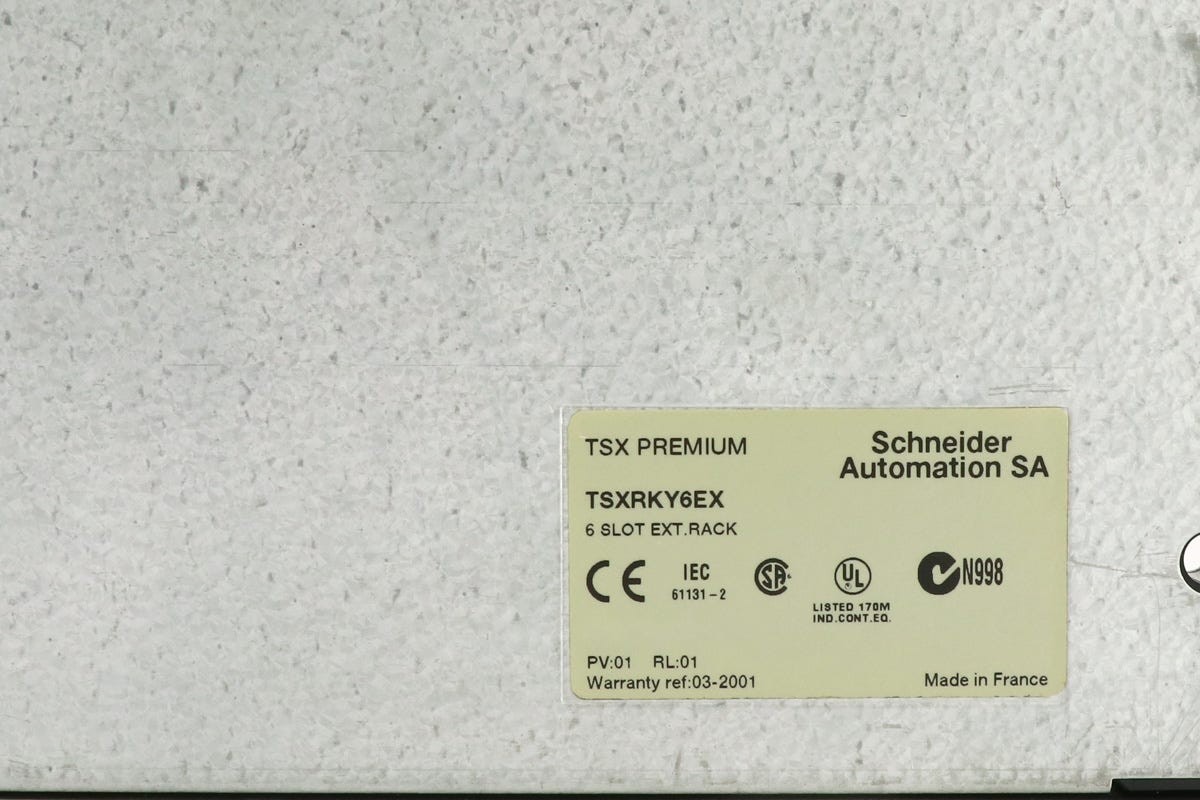 TSX PREMIUM
Schneider
Automation SA
TSXRKY6EX
6 SLOT EXT.RACK
CE
IEC
61131-2
SA
UL
LISTED 170M
IND.CONT.EQ.
N998
PV:01 RL:01
Warranty ref:03-2001
Made in France